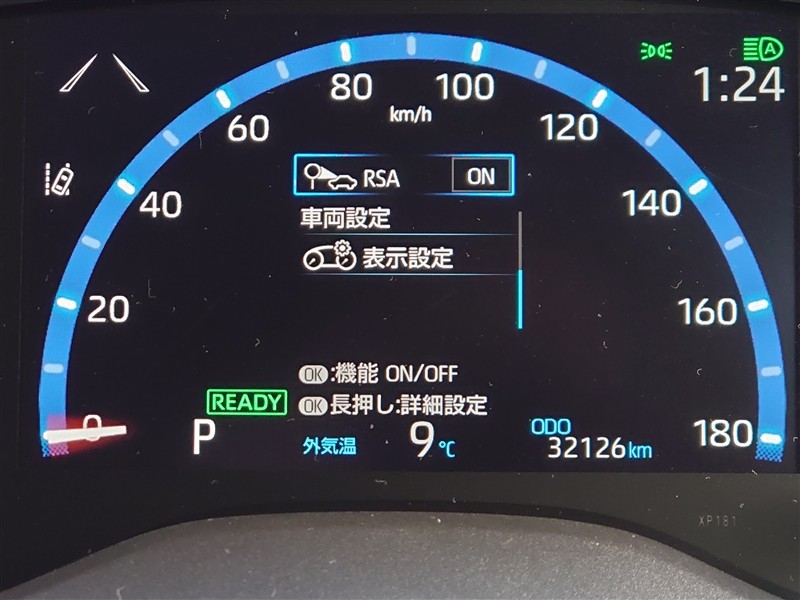 1:24
80
100
km/h
60
120
RSA ON
40
140
車両設定
表示設定
20
160
OK:機能 ON/OFF
READY
OK長押し:詳細設定
0
P
外気温 9℃
ODO
32126km
180
XP181